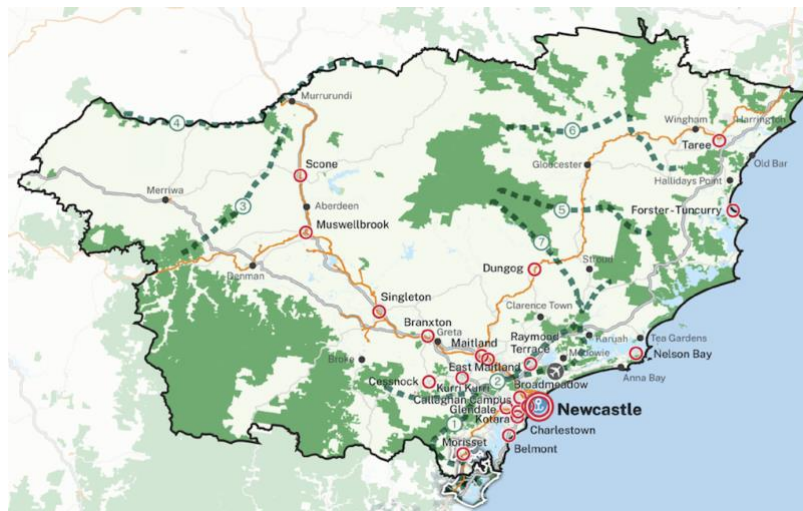 Murrurundi
4
6
Wingham
Harrington
Taree
Old Bar
Scone
Gloucester
Hallidays Point
Merriwa
3
Aberdeen
5
Forster-Tuncurry
Muswellbrook
7
Denman
Dungog
Stroud
Singleton
Clarence Town
Branxton
Greta
Raymond
Terrace
Karuah
Tea Gardens
Maitland
Medowie
Nelson Bay
Broke
East Maitland
Anna Bay
Cessnock
Kurri Kurri
2
Broadmeadow
Callaghan Campus
Glendale
Newcastle
Kotara
1
Charlestown
Morisset
Belmont